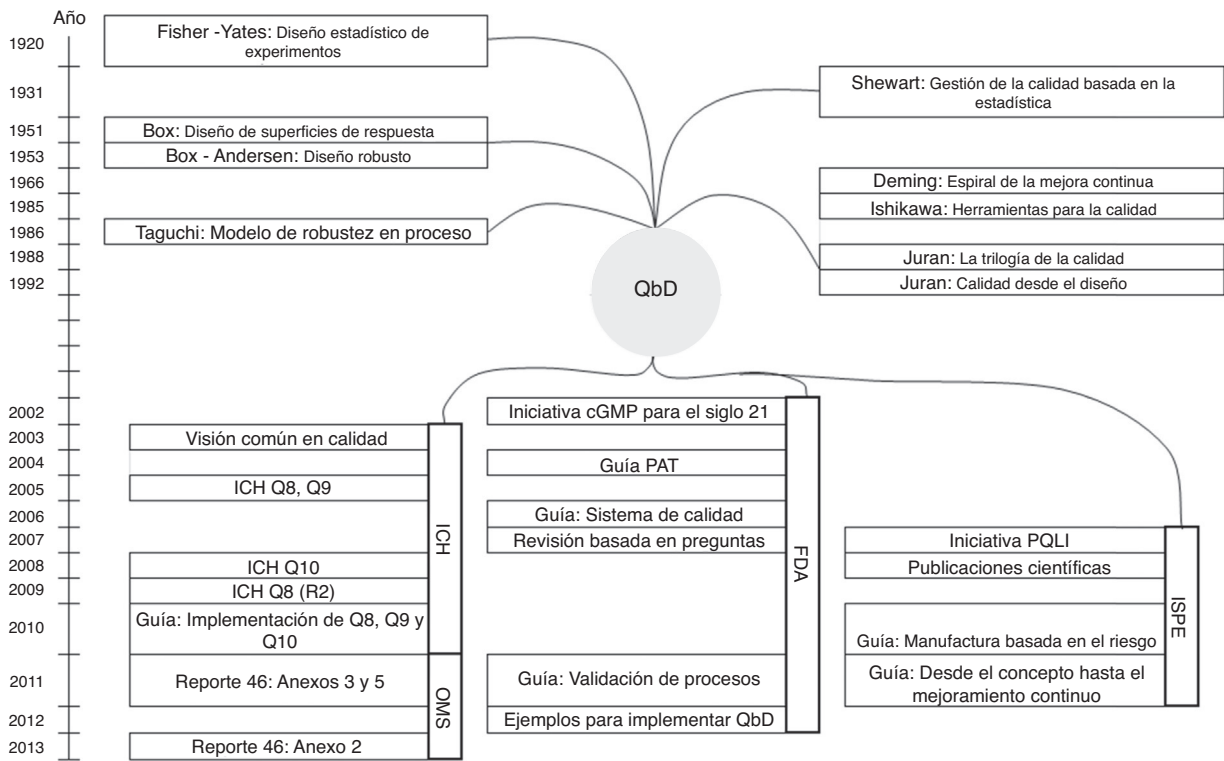 Año
1920
1931
1951
1953
1966
1985
1986
1988
1992
2002
2003
2004
2005
2006
2007
2008
2009
2010
2011
2012
2013
Fisher -Yates: Diseño estadístico de
experimentos
Box: Diseño de superficies de respuesta
Box - Andersen: Diseño robusto
Taguchi: Modelo de robustez en proceso
Shewart: Gestión de la calidad basada en la
estadística
Deming: Espiral de la mejora continua
Ishikawa: Herramientas para la calidad
Juran: La trilogía de la calidad
Juran: Calidad desde el diseño
QbD
Visión común en calidad
ICH Q8, Q9
ICH Q10
ICH Q8 (R2)
Guía: Implementación de Q8, Q9 y
Q10
Reporte 46: Anexos 3 y 5
Reporte 46: Anexo 2
ICH
OMS
Iniciativa cGMP para el siglo 21
Guía PAT
Guía: Sistema de calidad
Revisión basada en preguntas
Guía: Validación de procesos
Ejemplos para implementar QbD
FDA
Iniciativa PQLI
Publicaciones científicas
Guía: Manufactura basada en el riesgo
Guía: Desde el concepto hasta el
mejoramiento continuo
ISPE